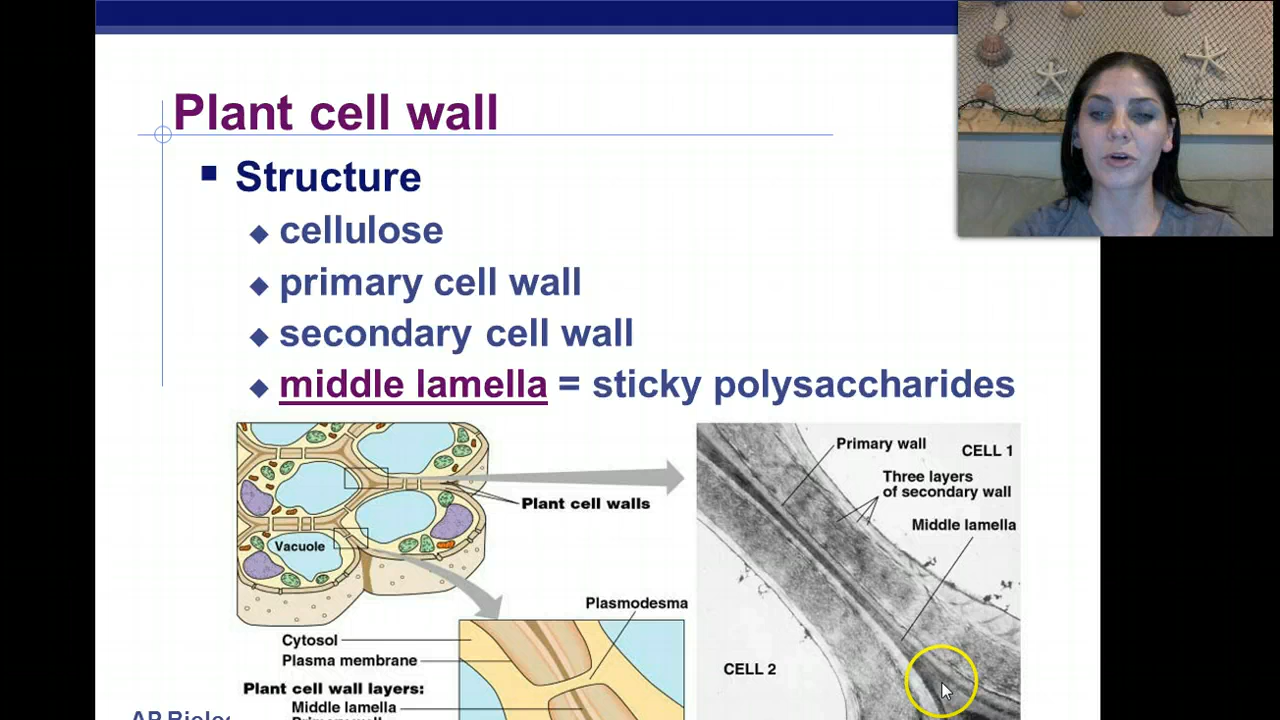 Plant cell wall
Structure
cellulose
primary cell wall
secondary cell wall
middle lamella = sticky polysaccharides
Primary wall
CELL 1
Three layers
of secondary wall
Plant cell walls
Middle lamella
Vacuole
Plasmodesma
Cytosol
Plasma membrane
CELL 2
Plant cell wall layers:
Middle lamella